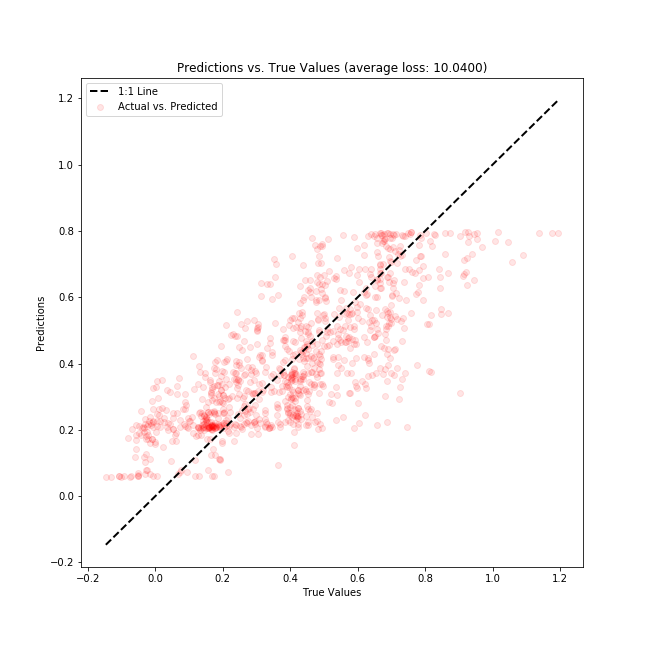 Predictions vs. True Values (average loss: 10.0400)
1:1 Line
Actual vs. Predicted
1.2
1.0
0.8
0.6
0.4
0.2
0.0
−0.2
Predictions
−0.2 0.0 0.2 0.4 0.6 0.8 1.0 1.2
True Values